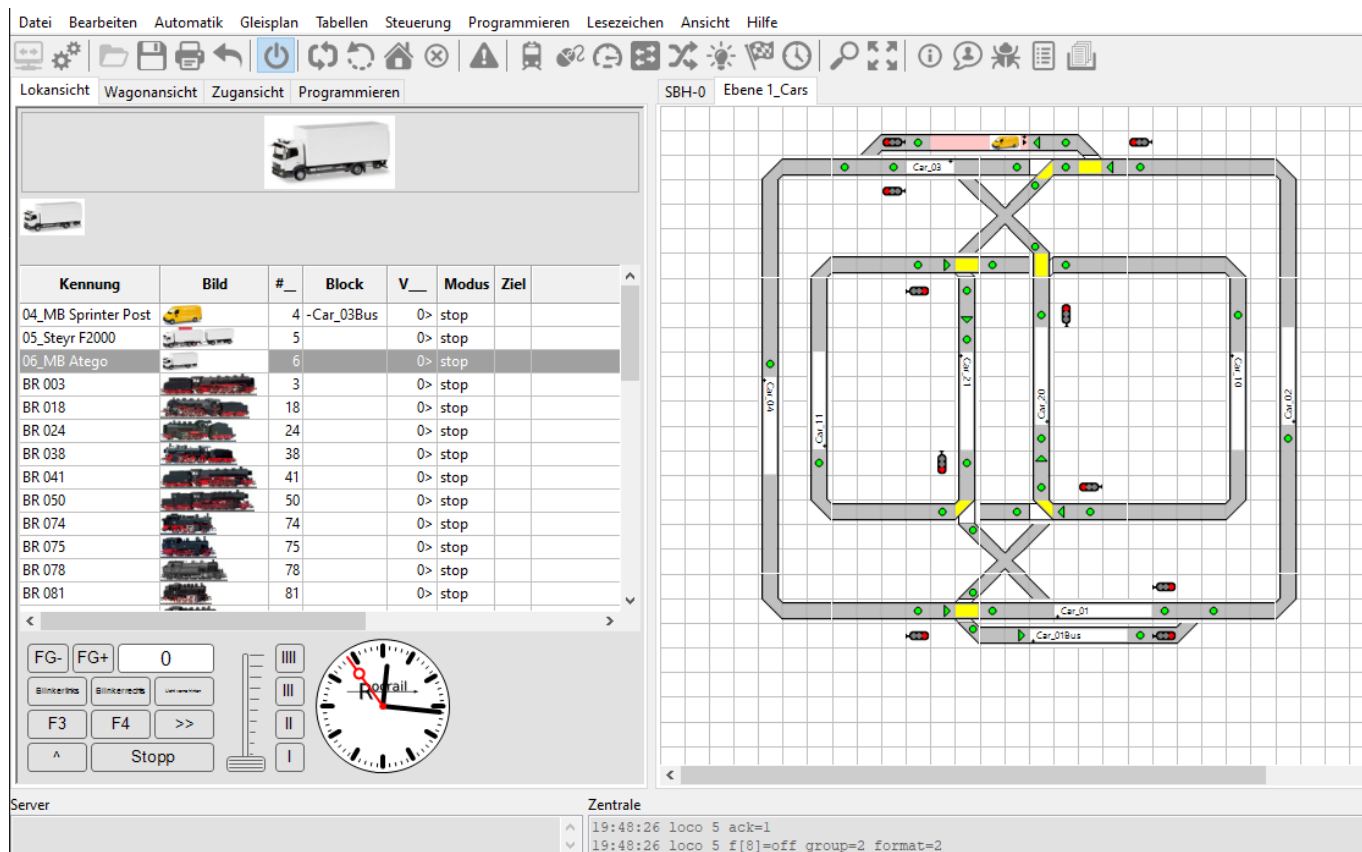 Datei Bearbeiten Automatik Gleisplan Tabellen Steuerung Programmieren Lesezeichen Ansicht Hilfe
Lokansicht Wagonansicht Zugansicht Programmieren
SBH-0 Ebene 1_Cars
Kennung Bild #__ Block V__ Modus Ziel
04_MB Sprinter Post 4 -Car_03Bus 0> stop
05_Steyr F2000 5 0> stop
06_MB Atego 6 0> stop
BR 003 3 0> stop
BR 018 18 0> stop
BR 024 24 0> stop
BR 038 38 0> stop
BR 041 41 0> stop
BR 050 50 0> stop
BR 074 74 0> stop
BR 075 75 0> stop
BR 078 78 0> stop
BR 081 81 0> stop
FG- FG+ 0 IIII
Blinkerlinks Blinkerrechts III
F3 F4 >> II
^ Stopp I
Rocrail
Car_03
Car_04
Car_11
Car_21
Car_20
Car_10
Car_02
Car_01
Car_01Bus
Server
Zentrale
19:48:26 loco 5 ack=1
19:48:26 loco 5 f[8]=off group=2 format=2